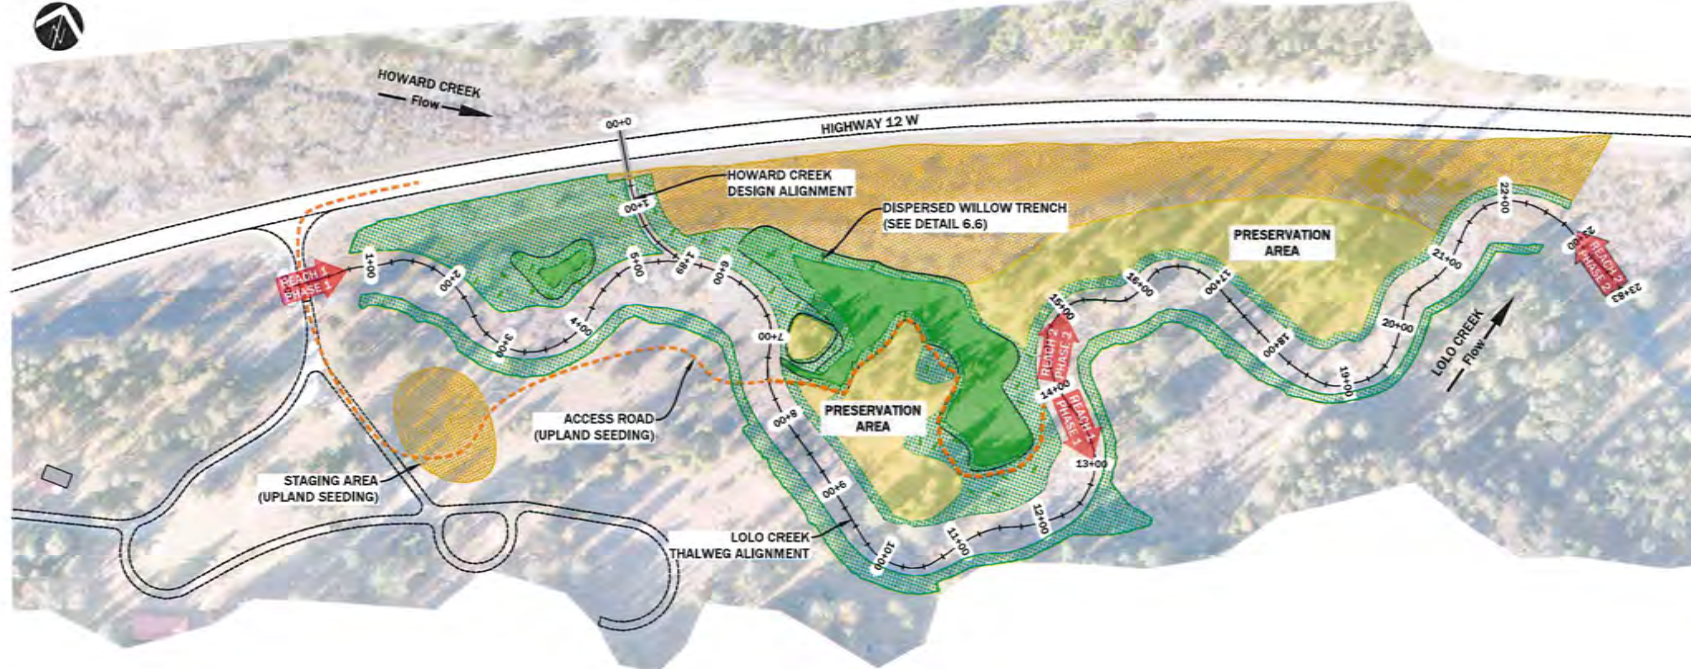 HOWARD CREEK
Flow
0+00
HIGHWAY 12 W
HOWARD CREEK
DESIGN ALIGNMENT
1+00
DISPERSED WILLOW TRENCH
(SEE DETAIL 6.6)
PRESERVATION
AREA
REACH 1
PHASE 1
1+00
2+00
3+00
4+00
5+00
1+89
6+00
7+00
8+00
9+00
10+00
11+00
12+00
13+00
REACH 1
PHASE 1
14+00
REACH 2
PHASE 2
15+00
16+00
17+00
18+00
19+00
20+00
21+00
22+00
REACH 2
PHASE 2
23+83
LOLO CREEK
Flow
PRESERVATION
AREA
ACCESS ROAD
(UPLAND SEEDING)
STAGING AREA
(UPLAND SEEDING)
LOLO CREEK
THALWEG ALIGNMENT